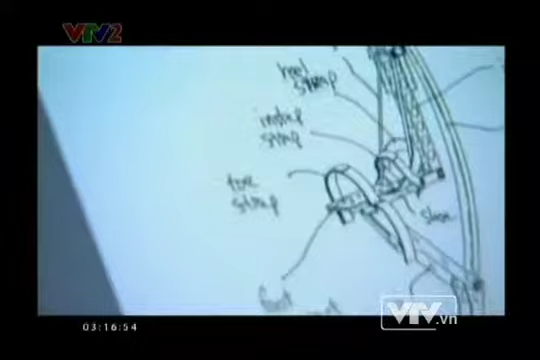 VTV2
heel
strap
instep
strap
toe
strap
shoe
VTV.vn
03:16:54